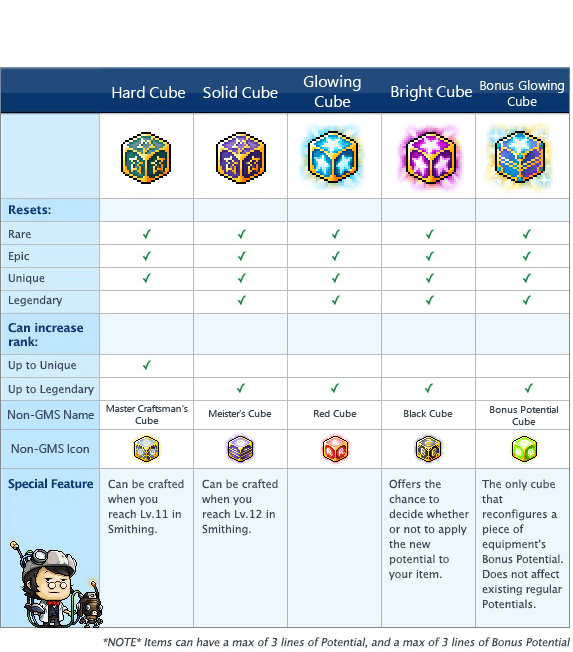 Hard Cube
Solid Cube
Glowing
Cube
Bright Cube
Bonus Glowing
Cube
Resets:
Rare ✓ ✓ ✓ ✓ ✓
Epic ✓ ✓ ✓ ✓ ✓
Unique ✓ ✓ ✓ ✓ ✓
Legendary ✓ ✓ ✓ ✓
Can increase
rank:
Up to Unique ✓
Up to Legendary ✓ ✓ ✓ ✓
Non-GMS Name
Master Craftsman's
Cube
Meister's Cube
Red Cube
Black Cube
Bonus Potential
Cube
Non-GMS Icon
Special Feature
Can be crafted
when you
reach Lv.11 in
Smithing.
Can be crafted
when you
reach Lv.12 in
Smithing.
Offers the
chance to
decide whether
or not to apply
the new
potential to
your item.
The only cube
that
reconfigures a
piece of
equipment's
Bonus Potential.
Does not affect
existing regular
Potentials.
*NOTE* Items can have a max of 3 lines of Potential, and a max of 3 lines of Bonus Potential